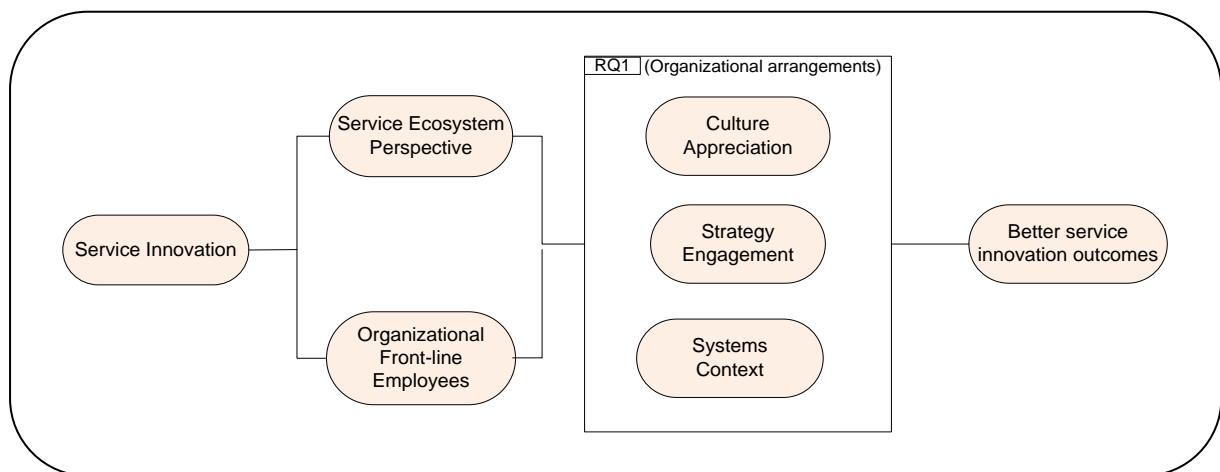 Service Innovation
Service Ecosystem
Perspective
Organizational
Front-line
Employees
RQ1 (Organizational arrangements)
Culture
Appreciation
Strategy
Engagement
Systems
Context
Better service
innovation outcomes